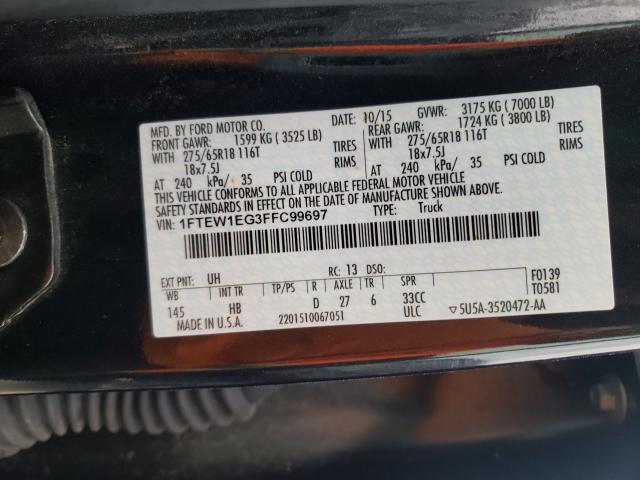 MFD. BY FORD MOTOR CO. DATE: 10/15 GVWR: 3175 KG ( 7000 LB)
FRONT GAWR: 1599 KG ( 3525 LB) REAR GAWR: 1724 KG ( 3800 LB)
WITH 275/65R18 116T TIRES WITH 275/65R18 116T TIRES
18x7.5J RIMS 18x7.5J RIMS
AT 240 kPa/ 35 PSI COLD AT 240 kPa/ 35 PSI COLD
THIS VEHICLE CONFORMS TO ALL APPLICABLE FEDERAL MOTOR VEHICLE
SAFETY STANDARDS IN EFFECT ON THE DATE OF MANUFACTURE SHOWN ABOVE.
VIN: 1FTEW1EG3FFC99697 TYPE: Truck
EXT PNT: UH RC: 13 DSO:
WB INT TR TP/PS R AXLE TR SPR F0139
145 HB D 27 6 33CC T0581
MADE IN U.S.A. 2201510067051 ULC ▽5U5A-3520472-AA